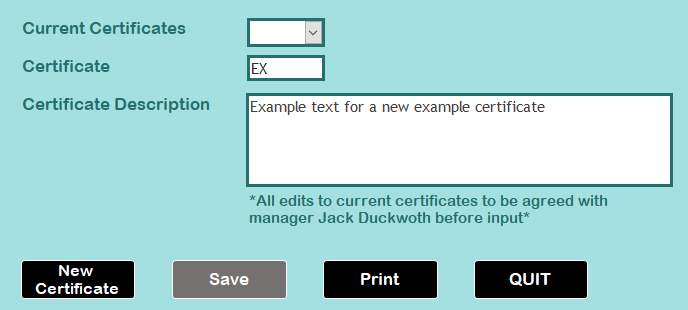 Current Certificates
Certificate
EX
Certificate Description
Example text for a new example certificate
*All edits to current certificates to be agreed with
manager Jack Duckwoth before input*
New
Certificate
Save
Print
QUIT